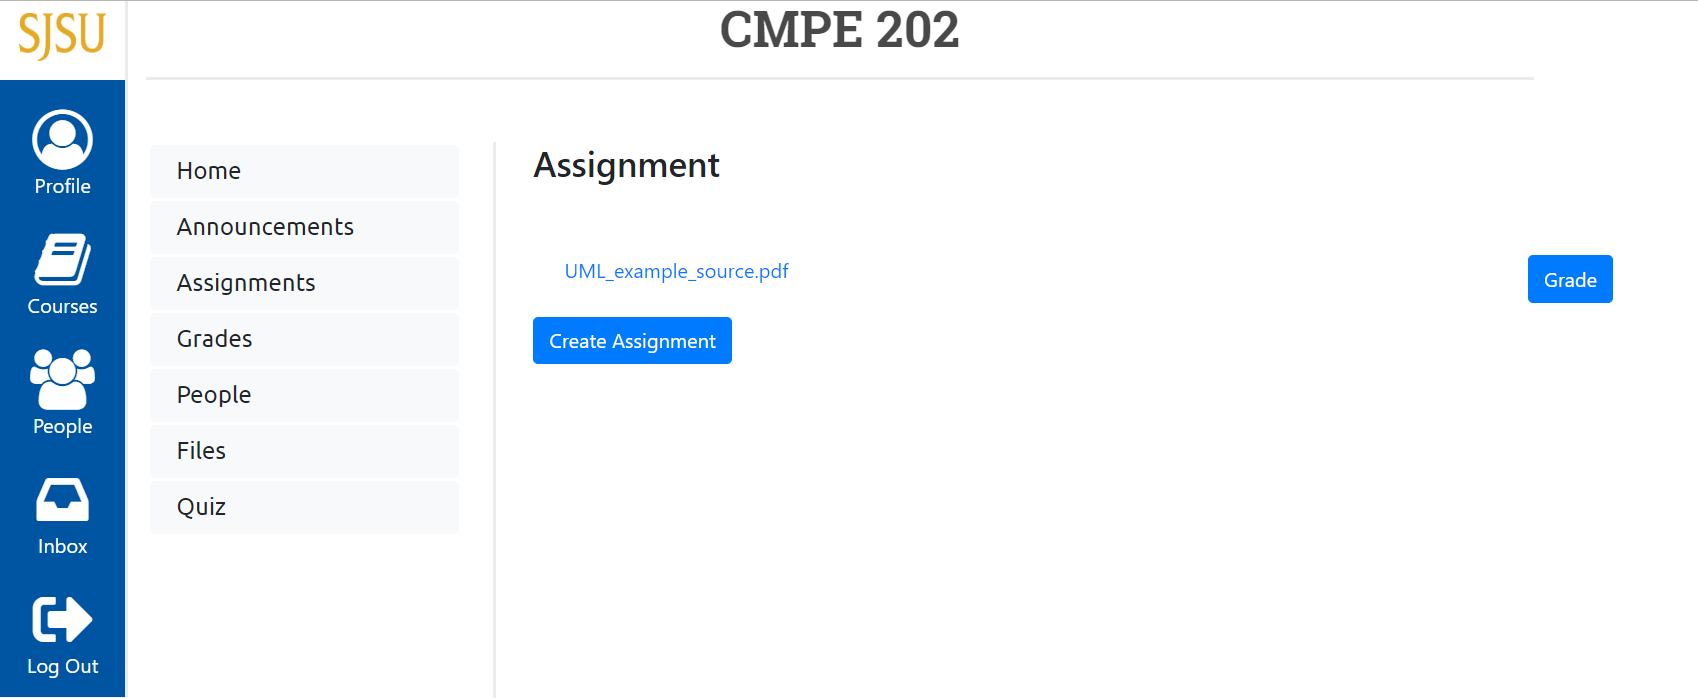 SJSU
CMPE 202
Profile
Courses
People
Inbox
Log Out
Home
Announcements
Assignments
Grades
People
Files
Quiz
Assignment
UML_example_source.pdf
Grade
Create Assignment